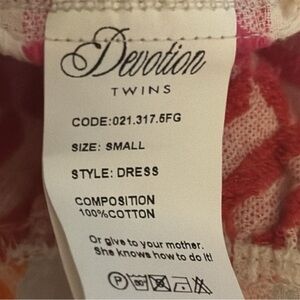 Devotion
TWINS
CODE:021.317.5FG
SIZE: SMALL
STYLE: DRESS
COMPOSITION
100%COTTON
Or give to your mother.
She knows how to do it!
P